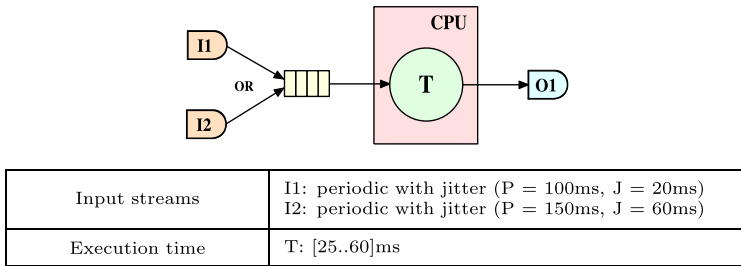 CPU
I1
OR
T
O1
I2
Input streams
I1: periodic with jitter (P = 100ms, J = 20ms)
I2: periodic with jitter (P = 150ms, J = 60ms)
Execution time
T: [25..60]ms